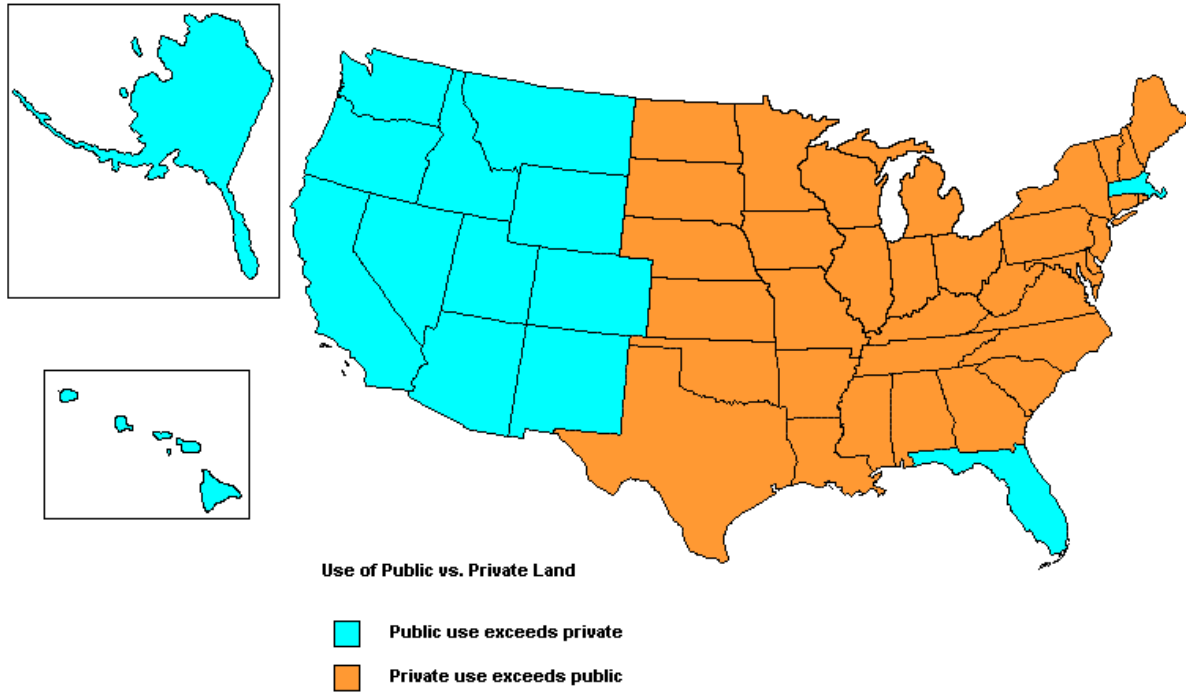 Use of Public vs. Private Land
Public use exceeds private
Private use exceeds public